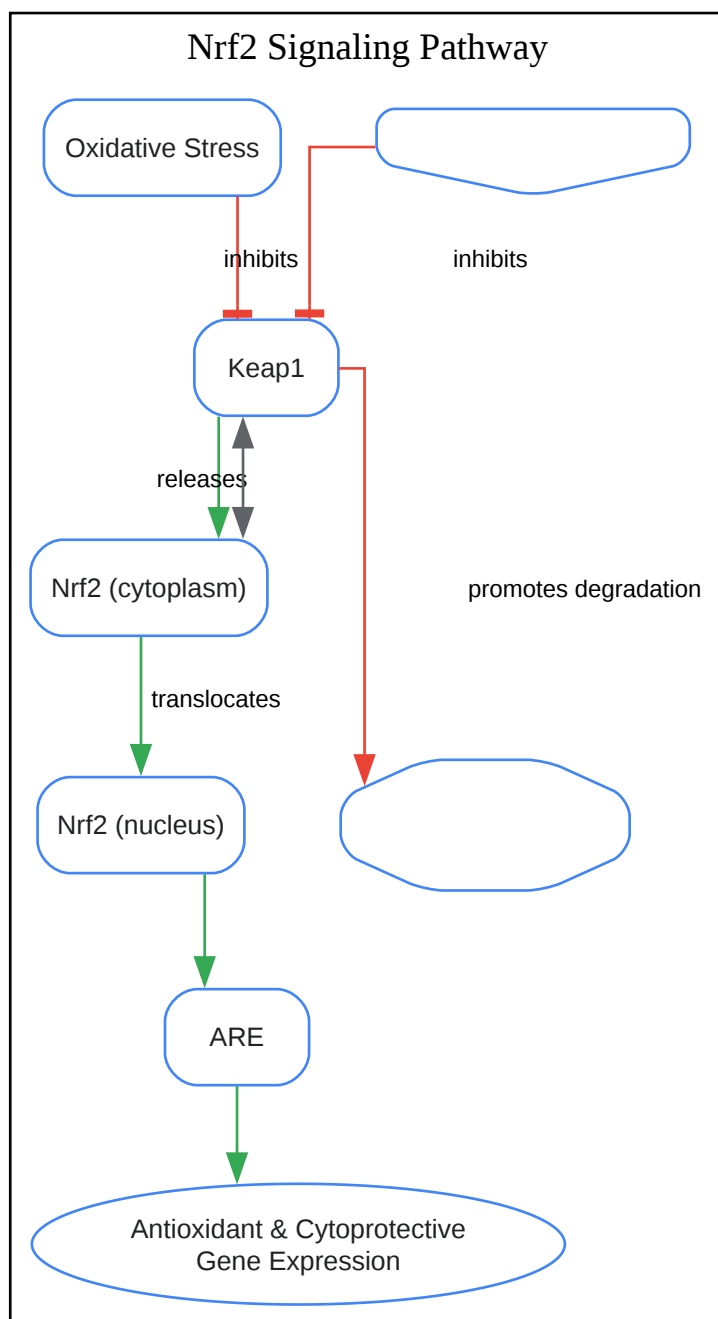 Nrf2 Signaling Pathway
Oxidative Stress
inhibits
inhibits
Keap1
releases
Nrf2 (cytoplasm)
promotes degradation
translocates
Nrf2 (nucleus)
ARE
Antioxidant & Cytoprotective
Gene Expression